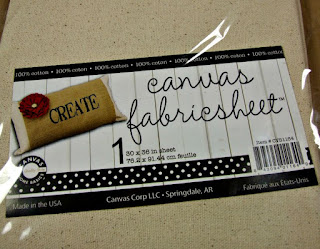 100% cotton • 100% cotton • 100% cotton • 100% cotton • 100% cotton • 100% cotton
canvas
fabricsheet™
CREATE
1
30 x 36 in sheet
76.2 x 91.44 cm feuille
CANVAS
Made in the USA
Canvas Corp LLC • Springdale, AR
Fabriqué aux États-Unis